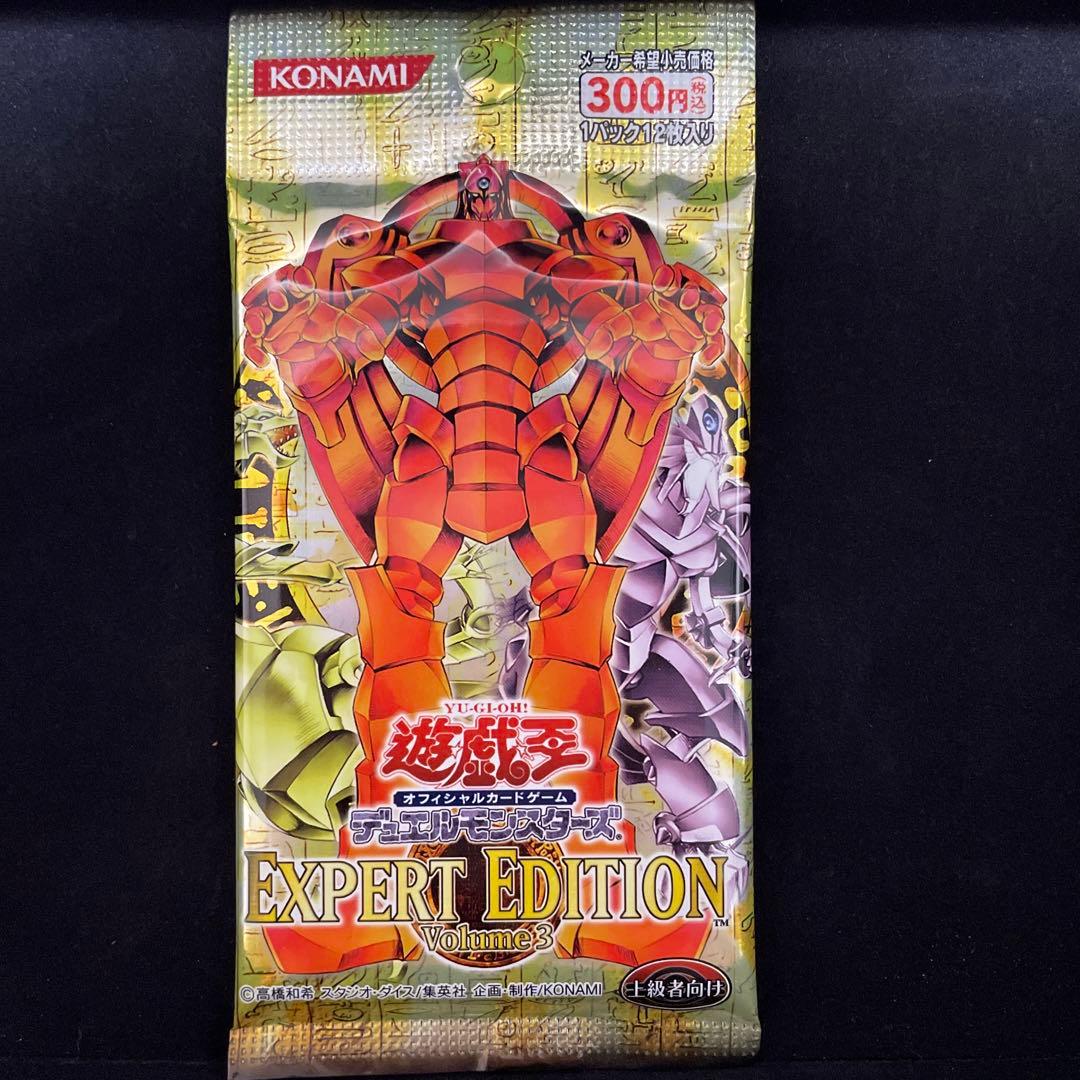 KONAMI
メーカー希望小売価格
300円(税込)
1パック12枚入り
YU-GI-OH!
遊☆戯☆王
オフィシャルカードゲーム
デュエルモンスターズ®
EXPERT EDITION™
Volume 3
©高橋和希 スタジオ・ダイス/集英社 企画・制作/KONAMI
上級者向け